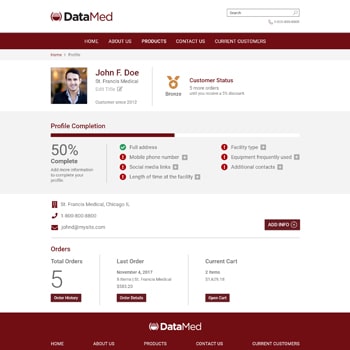 DataMed
Search
1-800-800-8800
HOME ABOUT US PRODUCTS CONTACT US CURRENT CUSTOMERS
Home > Profile
John F. Doe
St. Francis Medical
Edit Title
Customer since 2012
Bronze
Customer Status
5 more orders
until you receive a 5% discount
Profile Completion
50%
Complete
Add more information
to complete your
profile.
Full address
Mobile phone number
Social media links
Length of time at the facility
Facility type
Equipment frequently used
Additional contacts
St. Francis Medical, Chicago IL
1-800-800-8800
johnd@mysite.com
ADD INFO
Orders
Total Orders
5
Order History
Last Order
November 4, 2017
8 items | St. Francis Medical
$383.25
Order Details
Current Cart
2 items
$7,639.18
Open Cart
DataMed
HOME ABOUT US PRODUCTS CONTACT US CURRENT CUSTOMERS